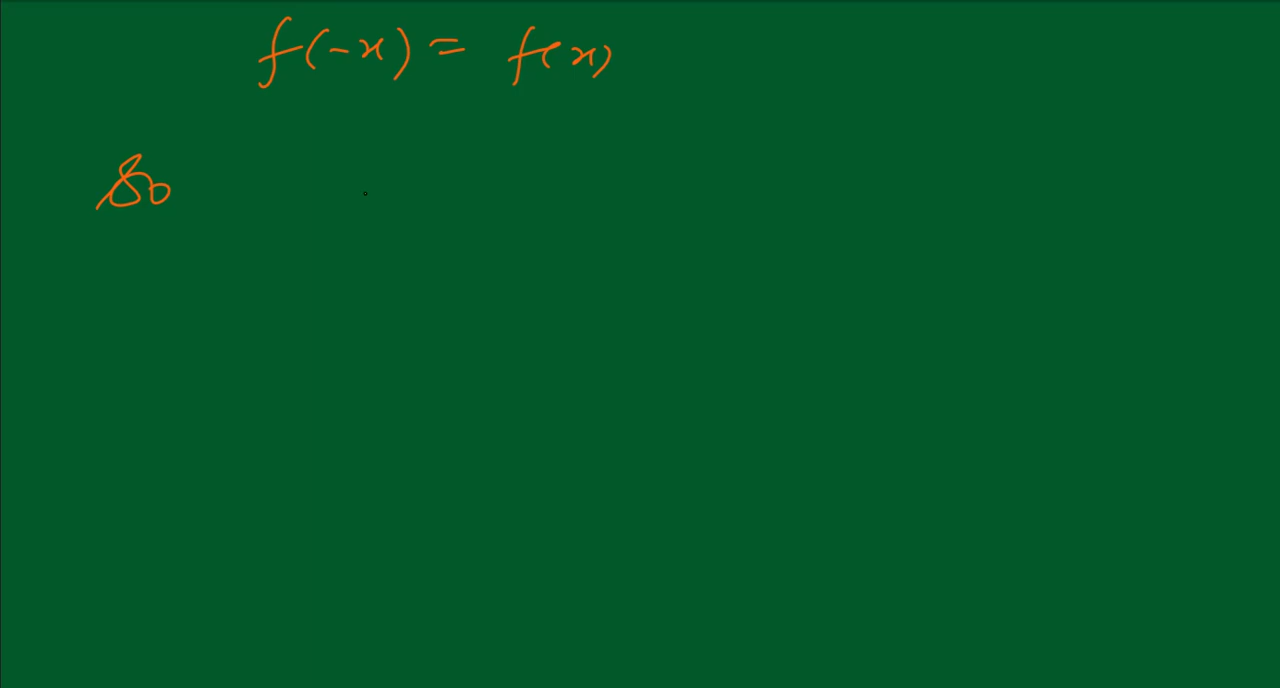 f(-x) = f(x)
So